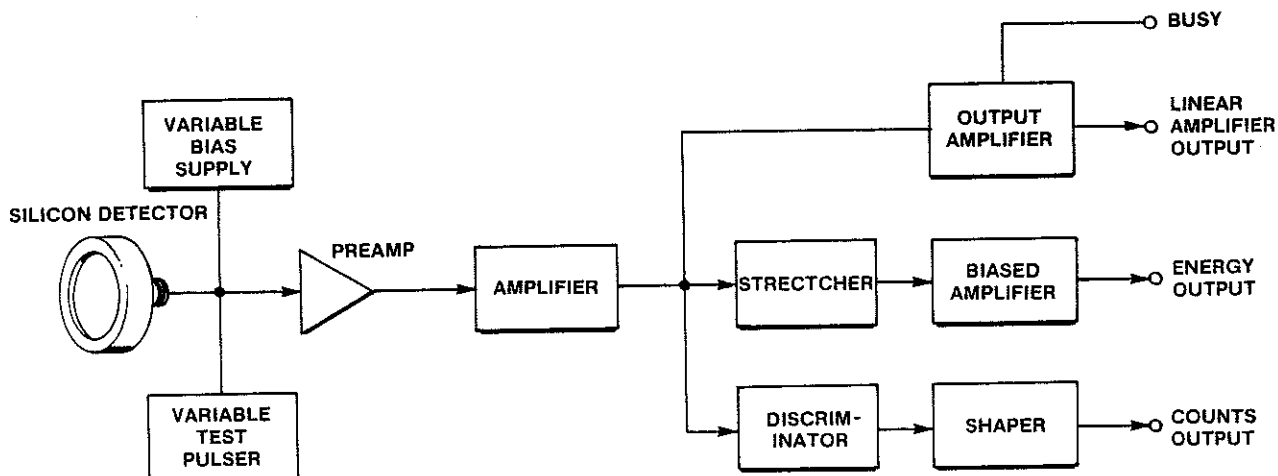 BUSY
OUTPUT
AMPLIFIER
LINEAR
AMPLIFIER
OUTPUT
VARIABLE
BIAS
SUPPLY
SILICON DETECTOR
PREAMP
AMPLIFIER
STRECTCHER
BIASED
AMPLIFIER
ENERGY
OUTPUT
VARIABLE
TEST
PULSER
DISCRIM-
INATOR
SHAPER
COUNTS
OUTPUT